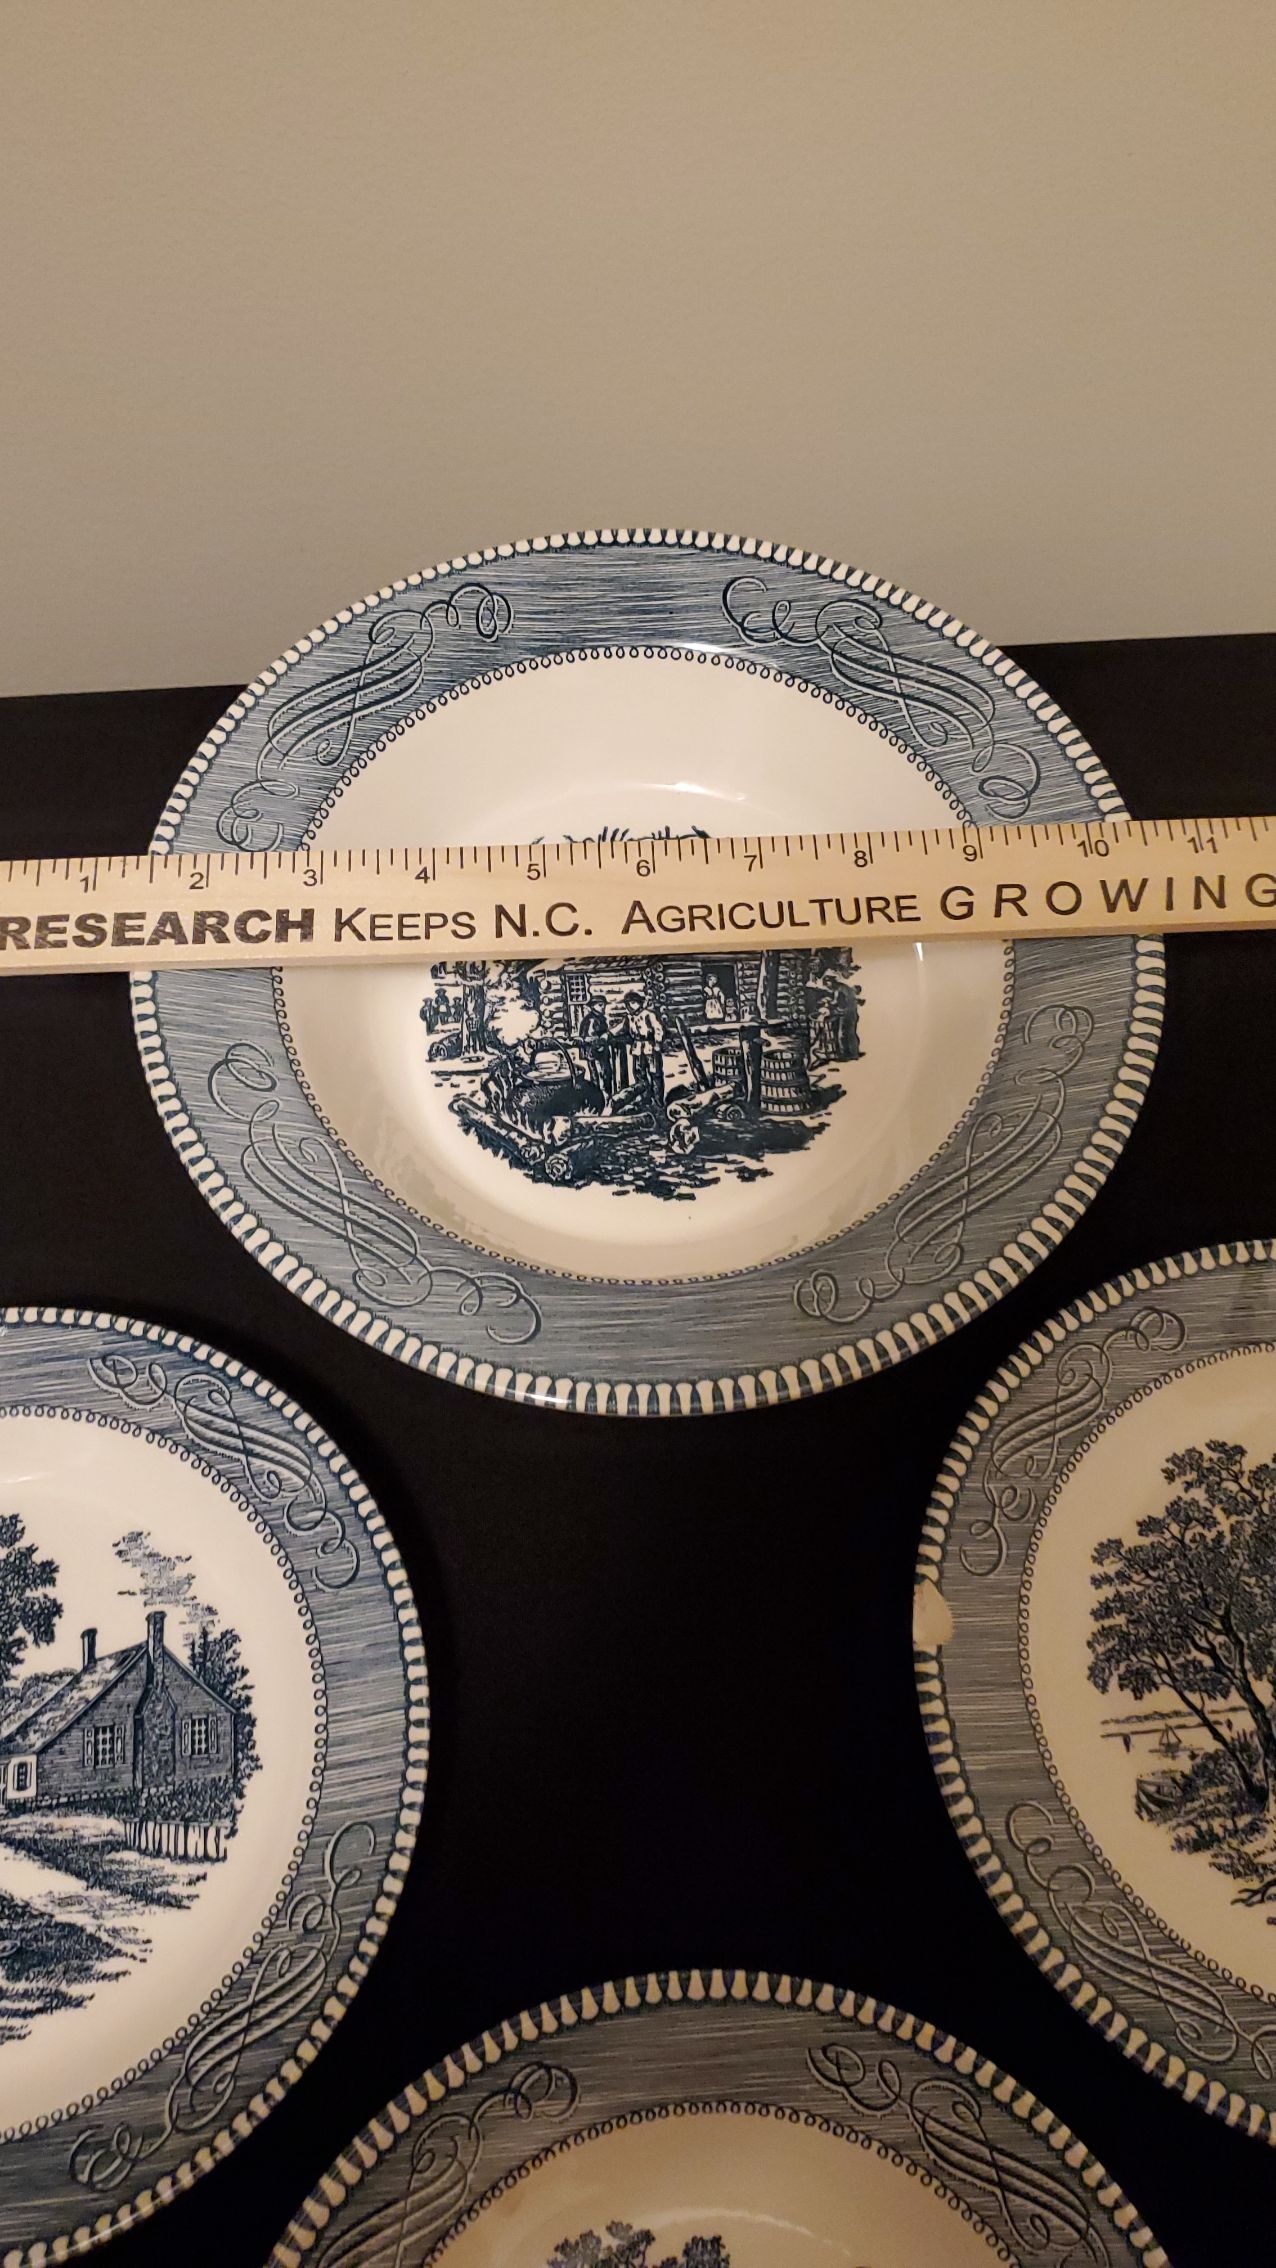 1 2 3 4 5 6 7 8 9 10 11
RESEARCH KEEPS N.C. AGRICULTURE GROWING